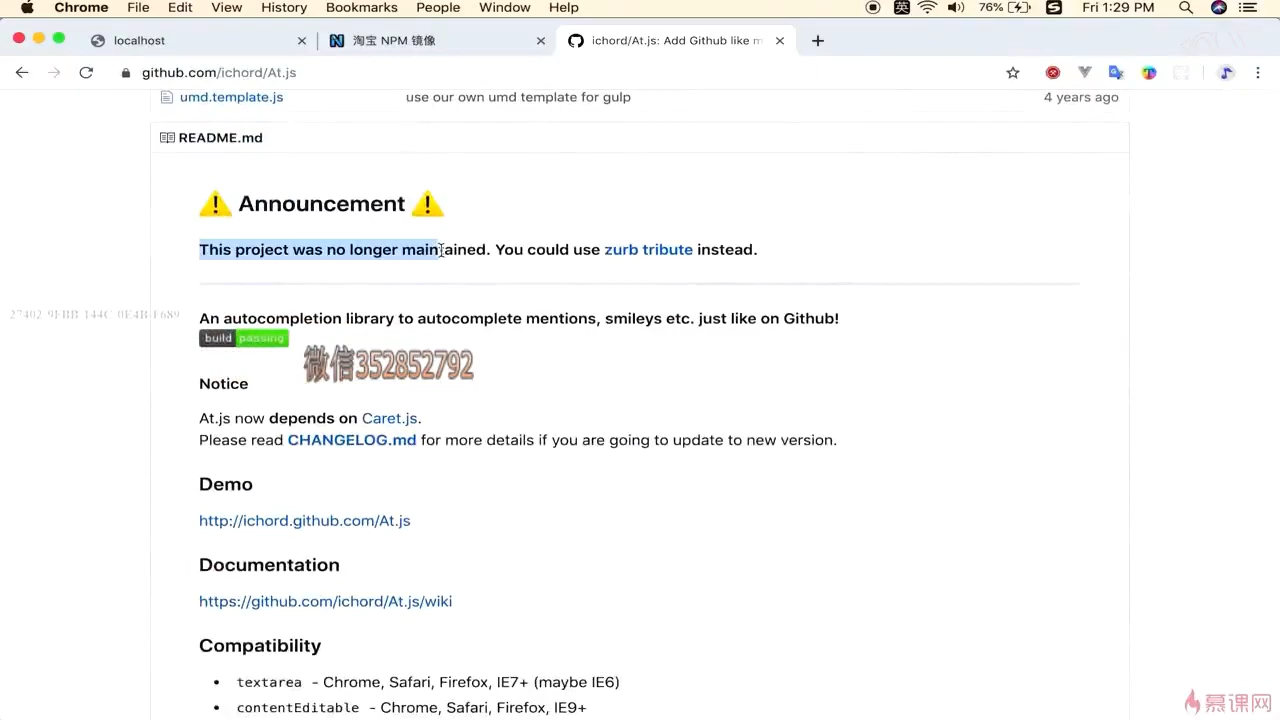 Chrome File Edit View History Bookmarks People Window Help 英 76% Fri 1:29 PM
localhost 淘宝 NPM 镜像 ichord/At.js: Add Github like m
github.com/ichord/At.js
umd.template.js use our own umd template for gulp 4 years ago
README.md
Announcement
This project was no longer maintained. You could use zurb tribute instead.
An autocompletion library to autocomplete mentions, smileys etc. just like on Github!
build passing
微信352852792
Notice
At.js now depends on Caret.js.
Please read CHANGELOG.md for more details if you are going to update to new version.
Demo
http://ichord.github.com/At.js
Documentation
https://github.com/ichord/At.js/wiki
Compatibility
• textarea - Chrome, Safari, Firefox, IE7+ (maybe IE6)
• contentEditable - Chrome, Safari, Firefox, IE9+
慕课网